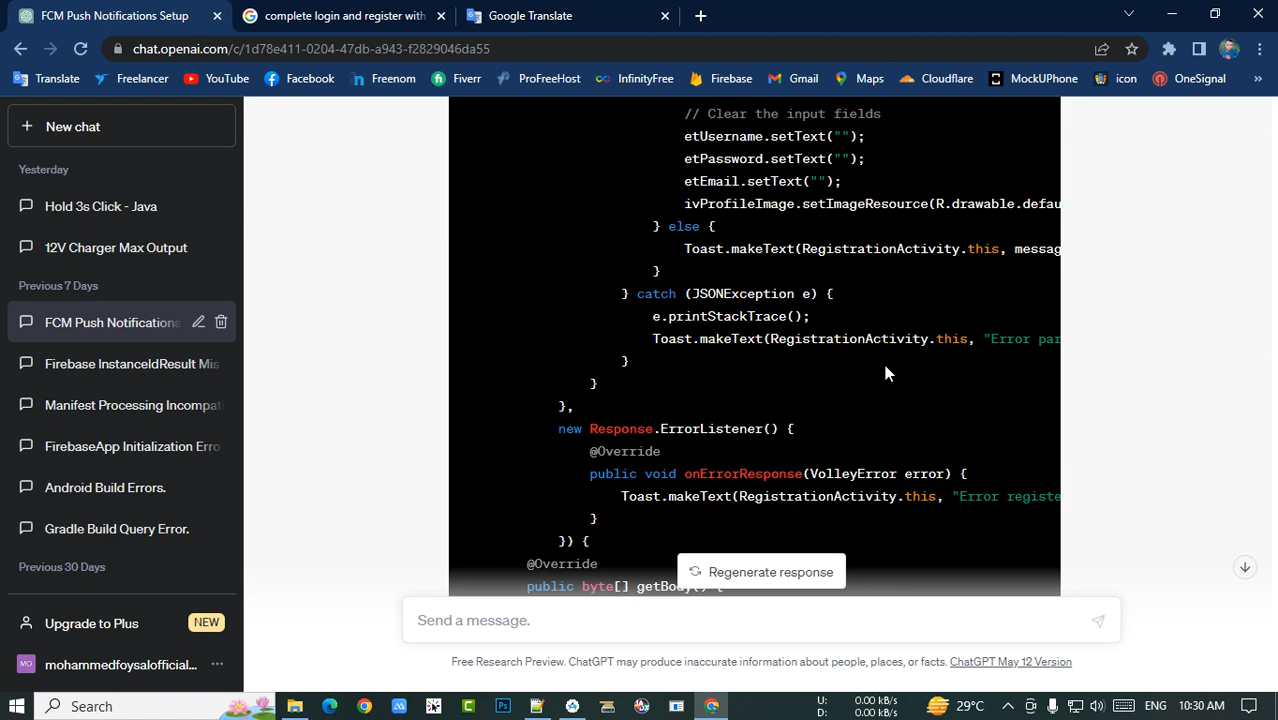 FCM Push Notifications Setup
complete login and register with
Google Translate
chat.openai.com/c/1d78e411-0204-47db-a943-f2829046da55
Translate
Freelancer
YouTube
Facebook
Freenom
Fiverr
ProFreeHost
InfinityFree
Firebase
Gmail
Maps
Cloudflare
MockUPhone
icon
OneSignal
»
+ New chat
Yesterday
Hold 3s Click - Java
12V Charger Max Output
Previous 7 Days
FCM Push Notifications
Firebase InstanceIdResult Mis
Manifest Processing Incompat
FirebaseApp Initialization Erro
Android Build Errors.
Gradle Build Query Error.
Previous 30 Days
Upgrade to Plus
NEW
MO
mohammedfoysalofficial...
// Clear the input fields
etUsername.setText("");
etPassword.setText("");
etEmail.setText("");
ivProfileImage.setImageResource(R.drawable.defau
} else {
Toast.makeText(RegistrationActivity.this, messag
}
} catch (JSONException e) {
e.printStackTrace();
Toast.makeText(RegistrationActivity.this, "Error par
}
}
},
new Response.ErrorListener() {
@Override
public void onErrorResponse(VolleyError error) {
Toast.makeText(RegistrationActivity.this, "Error registe
}
}) {
@Override
public byte[] getBody() {
Regenerate response
Send a message.
Free Research Preview. ChatGPT may produce inaccurate information about people, places, or facts. ChatGPT May 12 Version
Search
U: 0.00 kB/s
D: 0.00 kB/s
29°C
ENG
10:30 AM